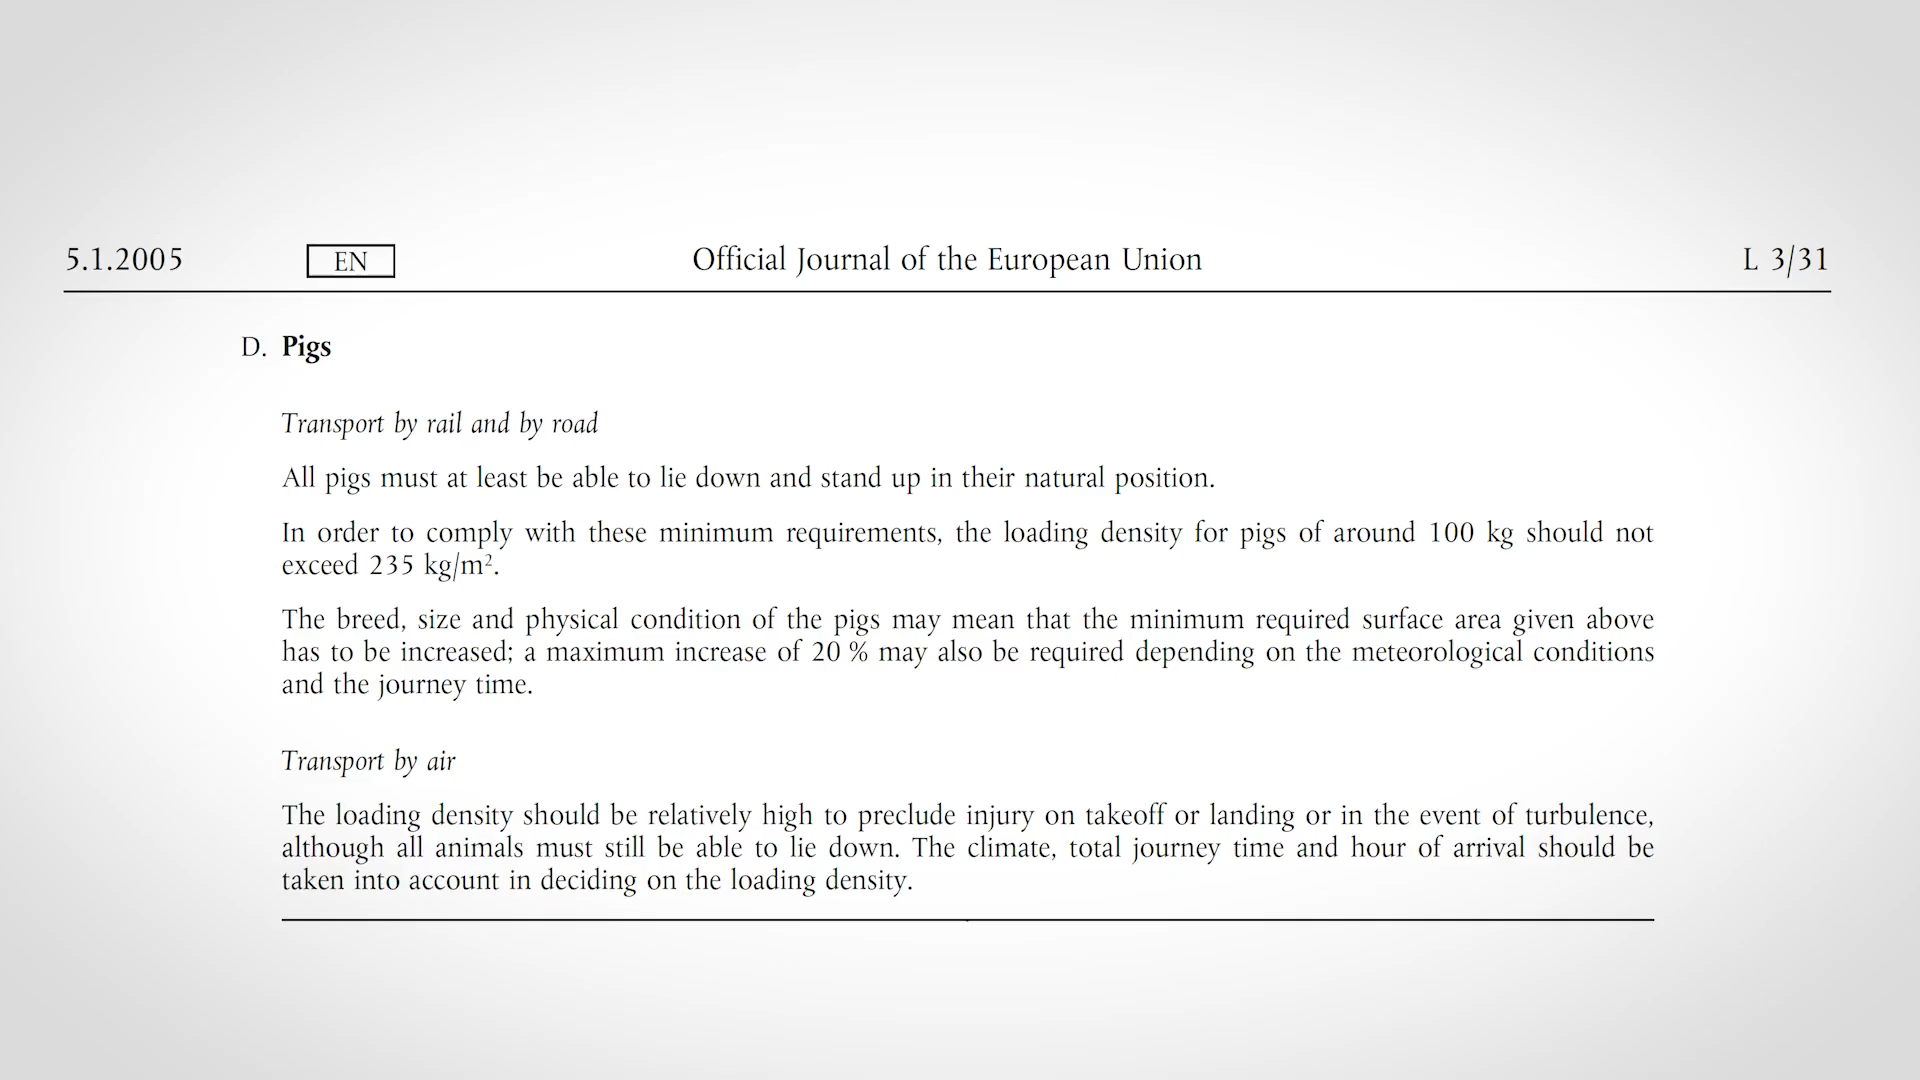 5.1.2005 EN Official Journal of the European Union L 3/31
D. Pigs
Transport by rail and by road
All pigs must at least be able to lie down and stand up in their natural position.
In order to comply with these minimum requirements, the loading density for pigs of around 100 kg should not
exceed 235 kg/m².
The breed, size and physical condition of the pigs may mean that the minimum required surface area given above
has to be increased; a maximum increase of 20 % may also be required depending on the meteorological conditions
and the journey time.
Transport by air
The loading density should be relatively high to preclude injury on takeoff or landing or in the event of turbulence,
although all animals must still be able to lie down. The climate, total journey time and hour of arrival should be
taken into account in deciding on the loading density.